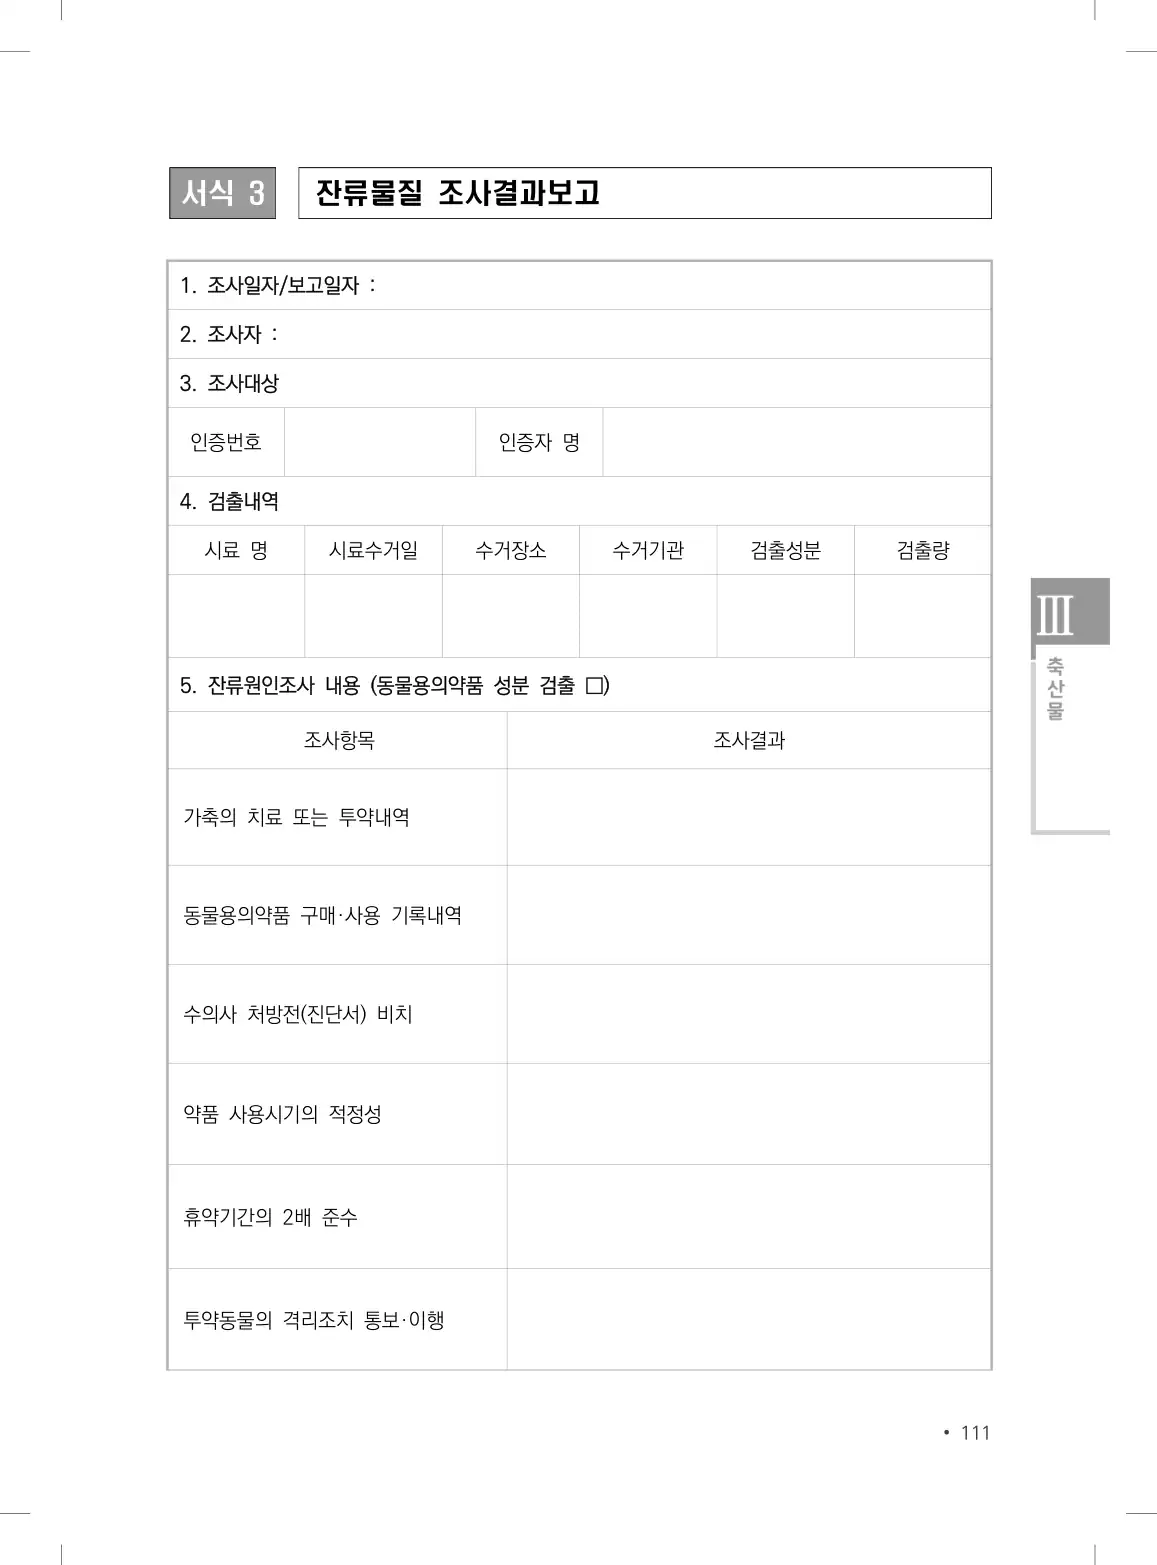 서식 3
잔류물질 조사결과보고
1. 조사일자/보고일자 :
2. 조사자 :
3. 조사대상
인증번호
인증자 명
4. 검출내역
시료 명
시료수거일
수거장소
수거기관
검출성분
검출량
5. 잔류원인조사 내용 (동물용의약품 성분 검출 □)
조사항목
조사결과
가축의 치료 또는 투약내역
동물용의약품 구매·사용 기록내역
수의사 처방전(진단서) 비치
약품 사용시기의 적정성
휴약기간의 2배 준수
투약동물의 격리조치 통보·이행
Ⅲ
축산물
• 111